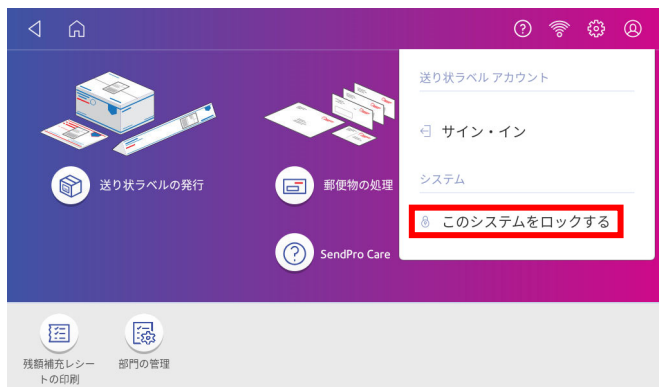 送り状ラベル アカウント
サイン・イン
システム
このシステムをロックする
送り状ラベルの発行
郵便物の処理
SendPro Care
残額補充レシー
トの印刷
部門の管理